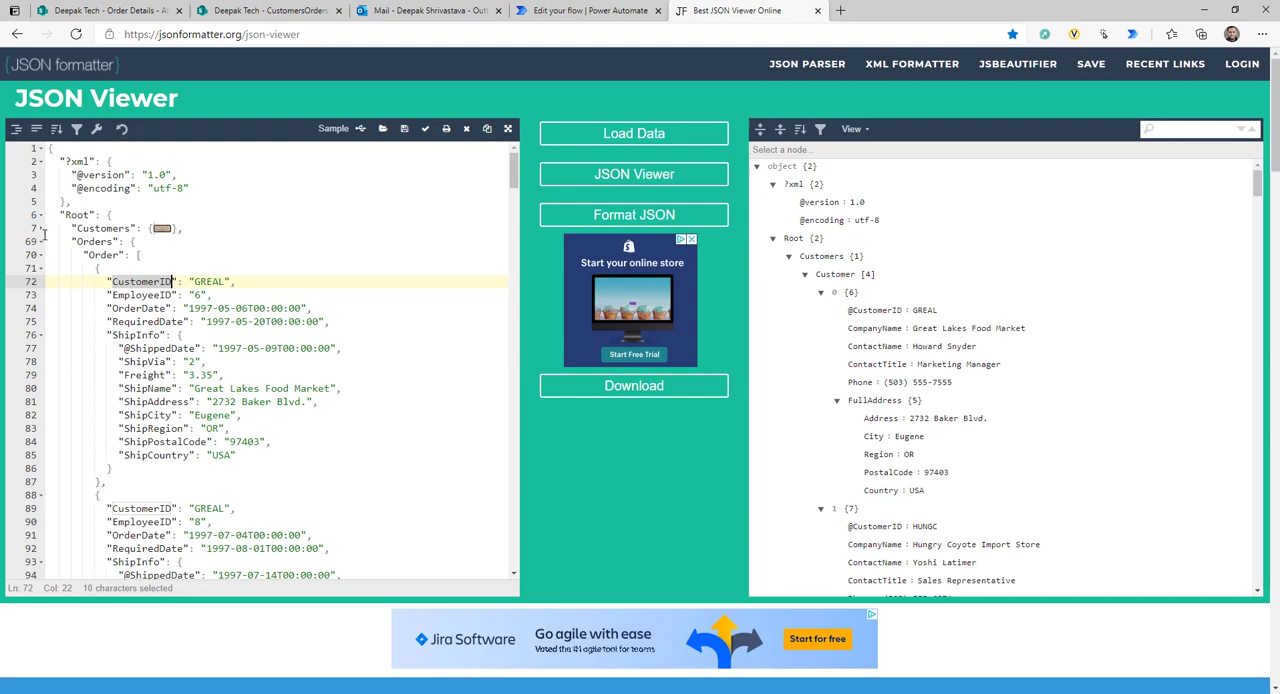 Deepak Tech - Order Details - Al
Deepak Tech - CustomersOrders
Mail - Deepak Shrivastava - Outl
Edit your flow | Power Automate
JF Best JSON Viewer Online
https://jsonformatter.org/json-viewer
{JSON formatter}
JSON PARSER
XML FORMATTER
JSBEAUTIFIER
SAVE
RECENT LINKS
LOGIN
JSON Viewer
Sample
1 {
2 "?xml": {
3 "@version": "1.0",
4 "@encoding": "utf-8"
5 },
6 "Root": {
7 "Customers": { },
69 "Orders": {
70 "Order": [
71 {
72 "CustomerID": "GREAL",
73 "EmployeeID": "6",
74 "OrderDate": "1997-05-06T00:00:00",
75 "RequiredDate": "1997-05-20T00:00:00",
76 "ShipInfo": {
77 "@ShippedDate": "1997-05-09T00:00:00",
78 "ShipVia": "2",
79 "Freight": "3.35",
80 "ShipName": "Great Lakes Food Market",
81 "ShipAddress": "2732 Baker Blvd.",
82 "ShipCity": "Eugene",
83 "ShipRegion": "OR",
84 "ShipPostalCode": "97403",
85 "ShipCountry": "USA"
86 }
87 },
88 {
89 "CustomerID": "GREAL",
90 "EmployeeID": "8",
91 "OrderDate": "1997-07-04T00:00:00",
92 "RequiredDate": "1997-08-01T00:00:00",
93 "ShipInfo": {
94 "@ShippedDate": "1997-07-14T00:00:00",
Ln: 72 Col: 22 10 characters selected
Load Data
JSON Viewer
Format JSON
Start your online store
Start Free Trial
Download
View
Select a node...
object {2}
?xml {2}
@version : 1.0
@encoding : utf-8
Root {2}
Customers {1}
Customer [4]
0 {6}
@CustomerID : GREAL
CompanyName : Great Lakes Food Market
ContactName : Howard Snyder
ContactTitle : Marketing Manager
Phone : (503) 555-7555
FullAddress {5}
Address : 2732 Baker Blvd.
City : Eugene
Region : OR
PostalCode : 97403
Country : USA
1 {7}
@CustomerID : HUNGC
CompanyName : Hungry Coyote Import Store
ContactName : Yoshi Latimer
ContactTitle : Sales Representative
Jira Software
Go agile with ease
Voted the #1 agile tool for teams
Start for free